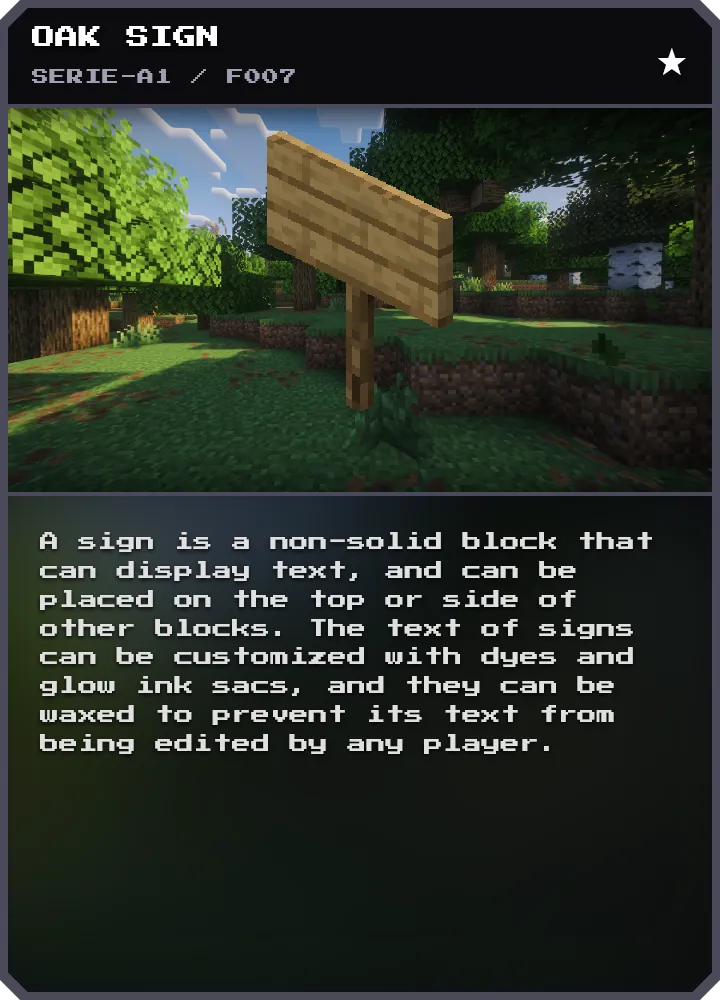 OAK SIGN
SERIE-A1 / F007
A sign is a non-solid block that
can display text, and can be
placed on the top or side of
other blocks. The text of signs
can be customized with dyes and
glow ink sacs, and they can be
waxed to prevent its text from
being edited by any player.